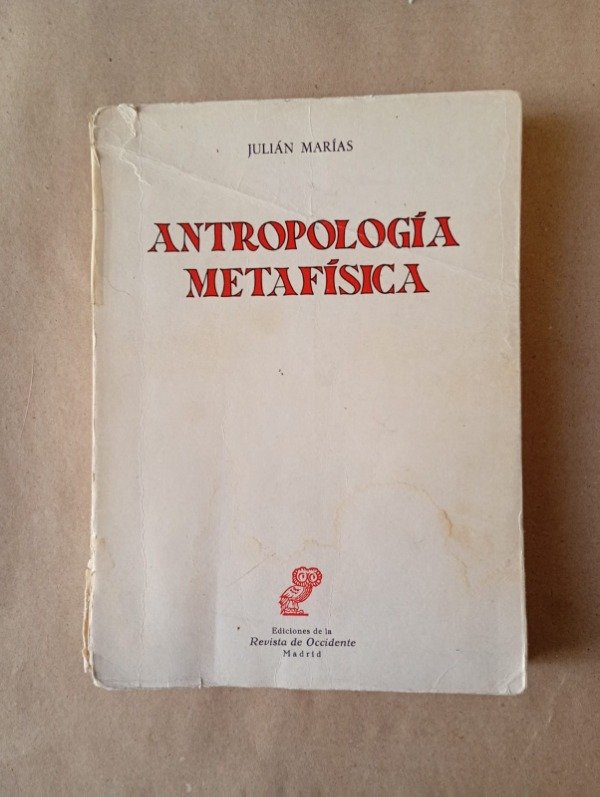 JULIÁN MARÍAS
ANTROPOLOGÍA
METAFÍSICA
Ediciones de la
Revista de Occidente
Madrid